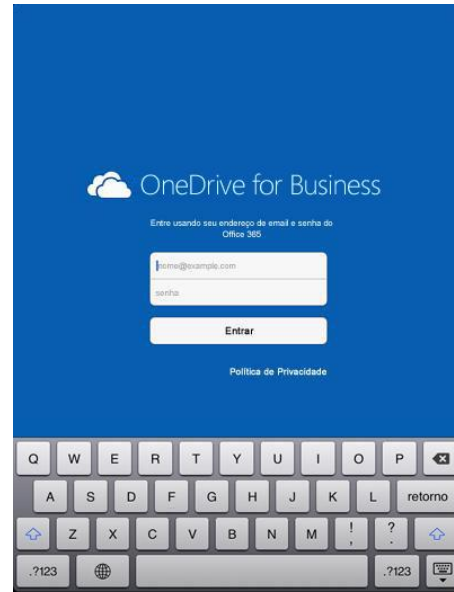 OneDrive for Business
Entre usando seu endereço de email e senha do
Office 365
nome@example.com
senha
Entrar
Política de Privacidade
Q W E R T Y U I O P
A S D F G H J K L retorno
Z X C V B N M ! , ? .
.?123 .?123